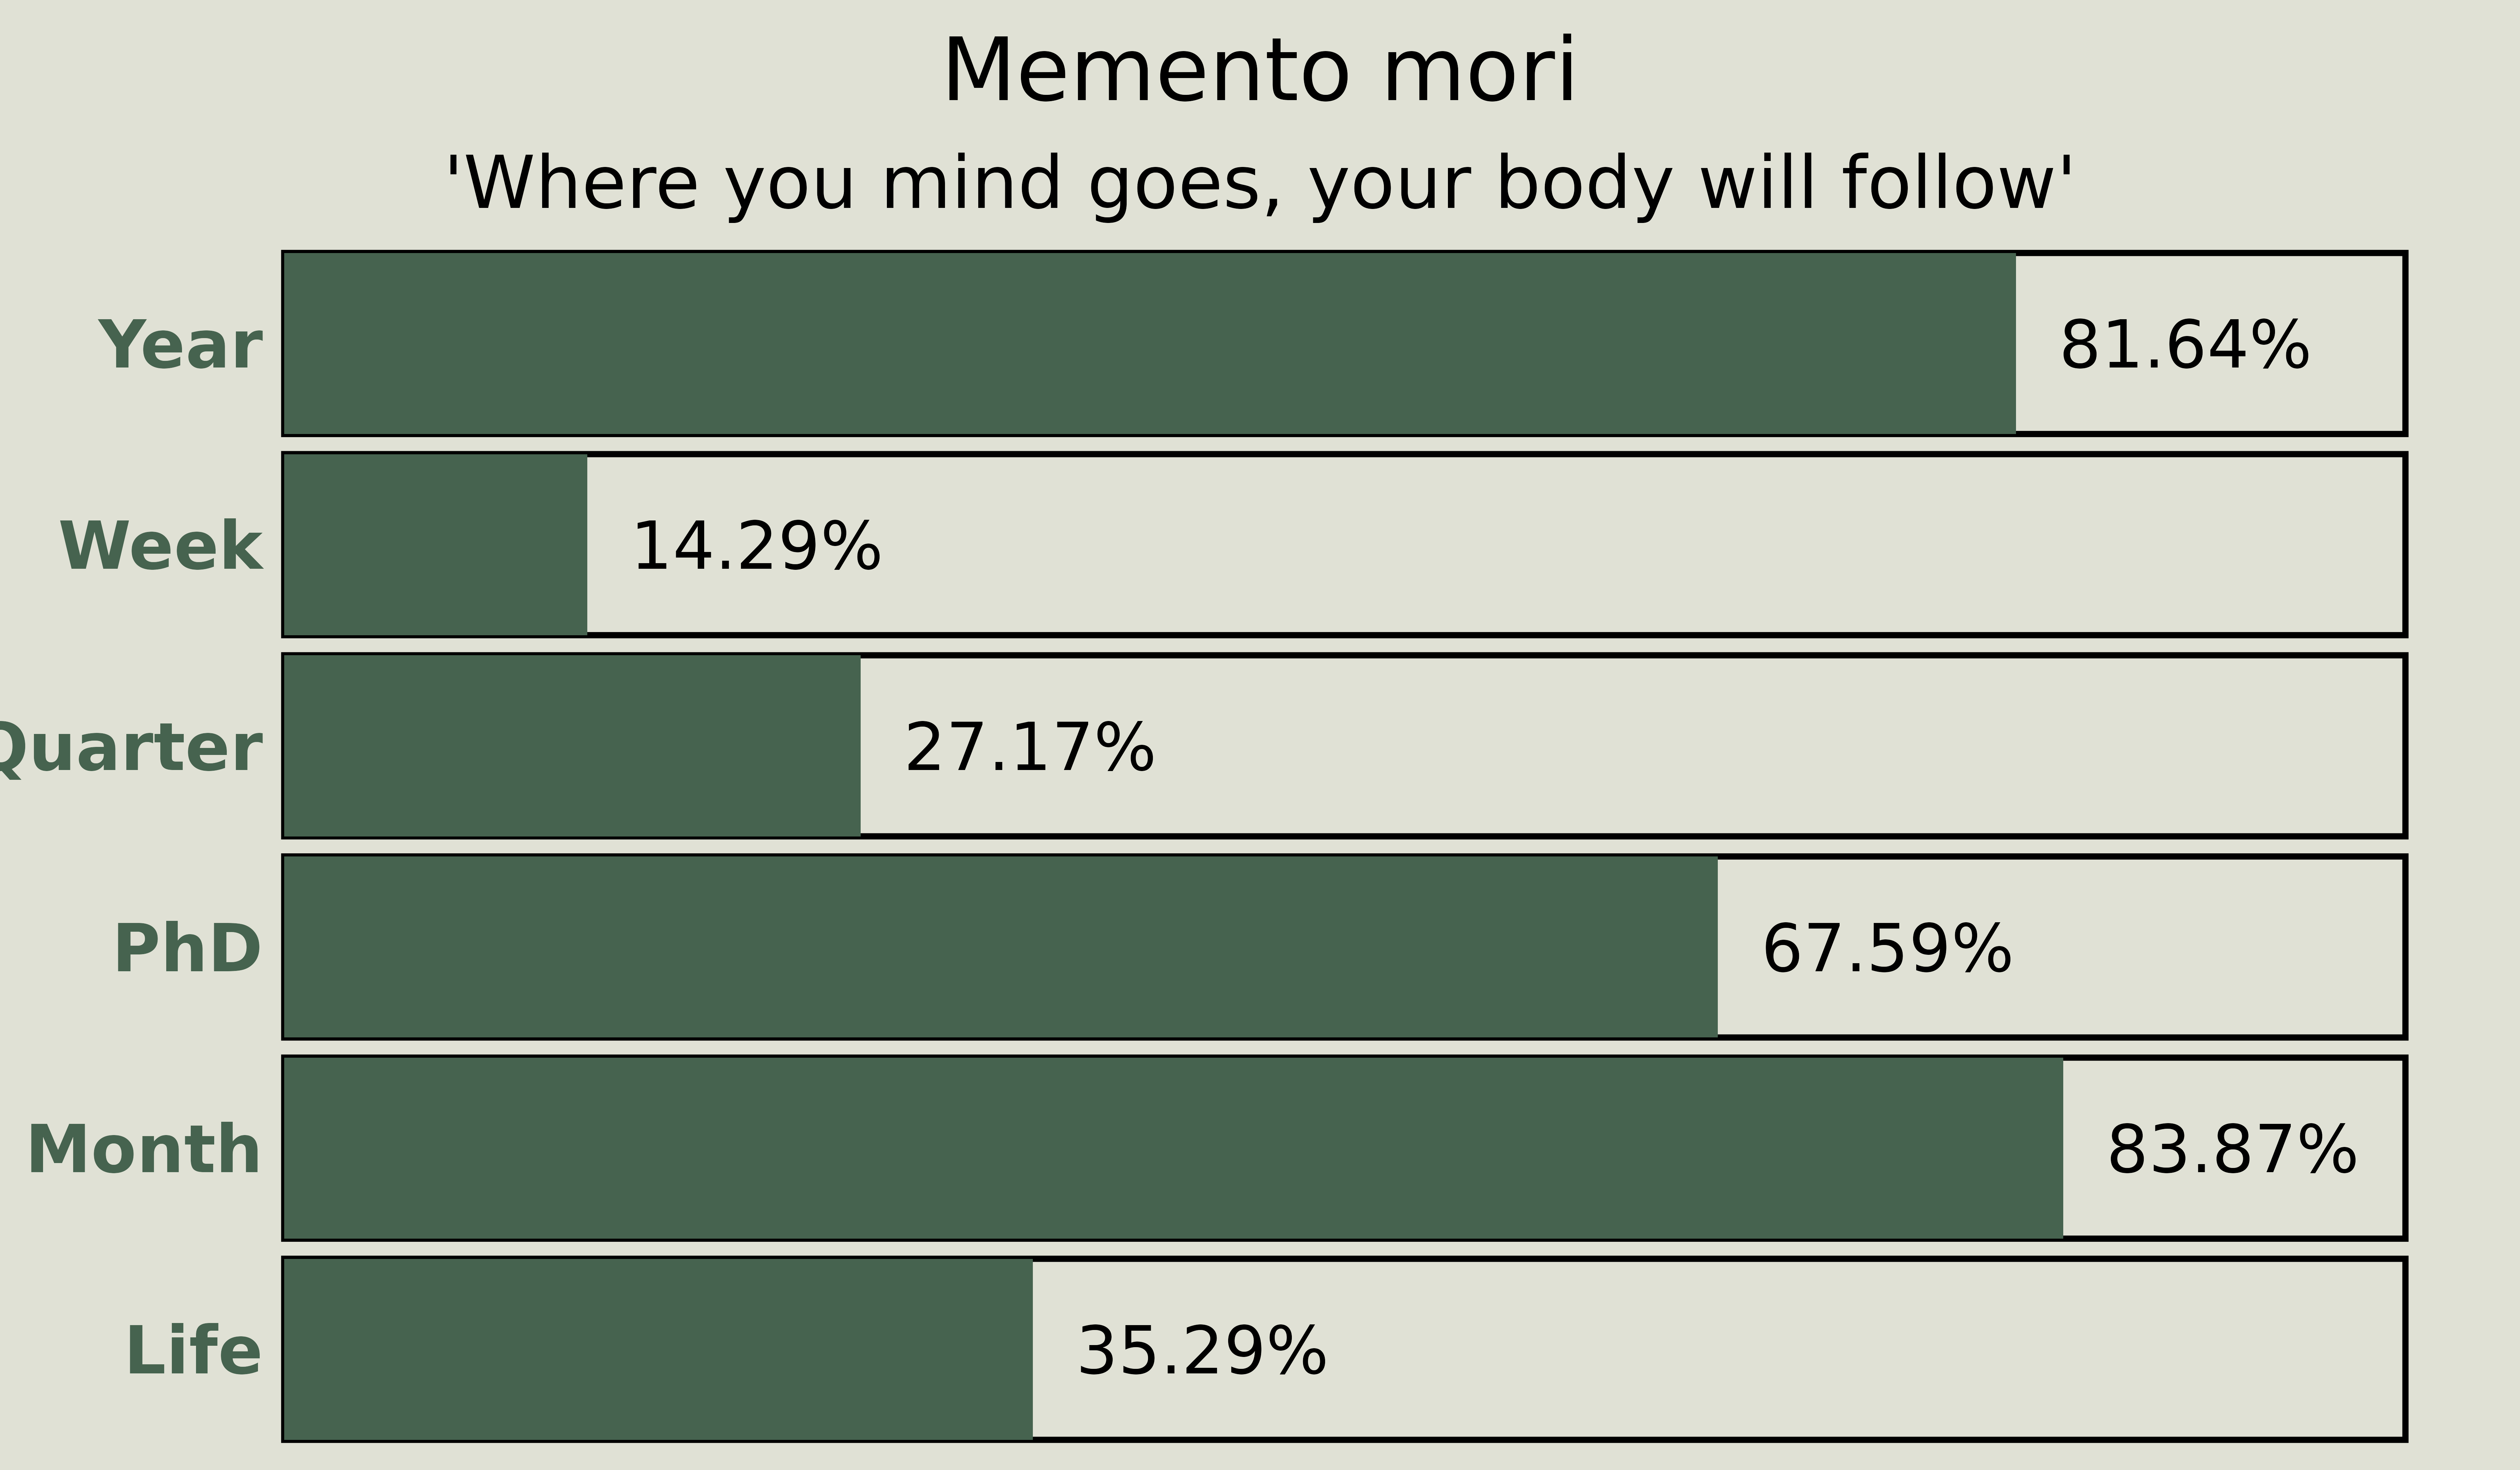 Memento mori
'Where you mind goes, your body will follow'
Year 81.64%
Week 14.29%
Quarter 27.17%
PhD 67.59%
Month 83.87%
Life 35.29%